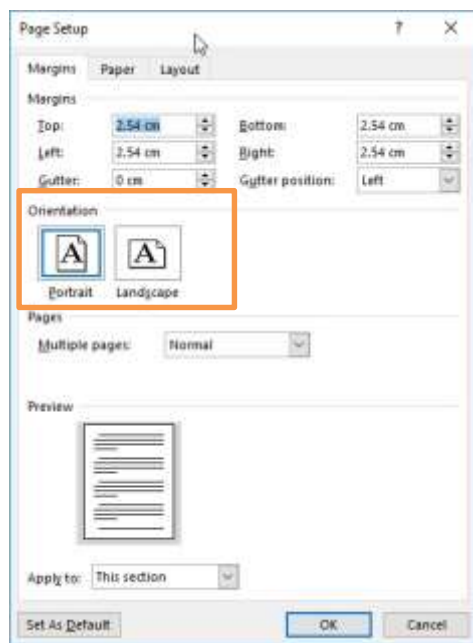 Page Setup ? ×
Margins Paper Layout
Margins
Top: 2.54 cm Bottom: 2.54 cm
Left: 2.54 cm Right: 2.54 cm
Gutter: 0 cm Gutter position: Left
Orientation
A A
Portrait Landscape
Pages
Multiple pages: Normal
Preview
Apply to: This section
Set As Default OK Cancel